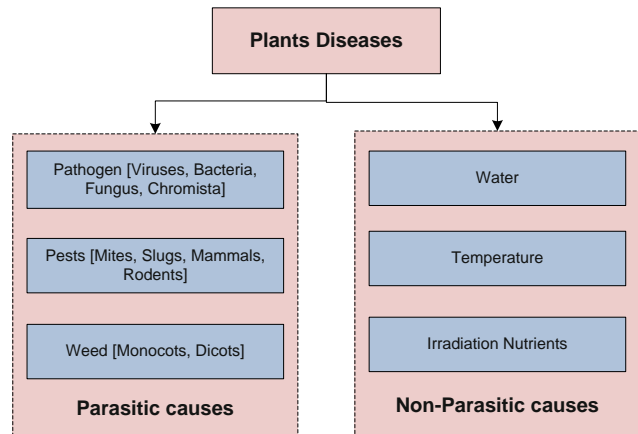 Plants Diseases
Pathogen [Viruses, Bacteria,
Fungus, Chromista]
Pests [Mites, Slugs, Mammals,
Rodents]
Weed [Monocots, Dicots]
Parasitic causes
Water
Temperature
Irradiation Nutrients
Non-Parasitic causes